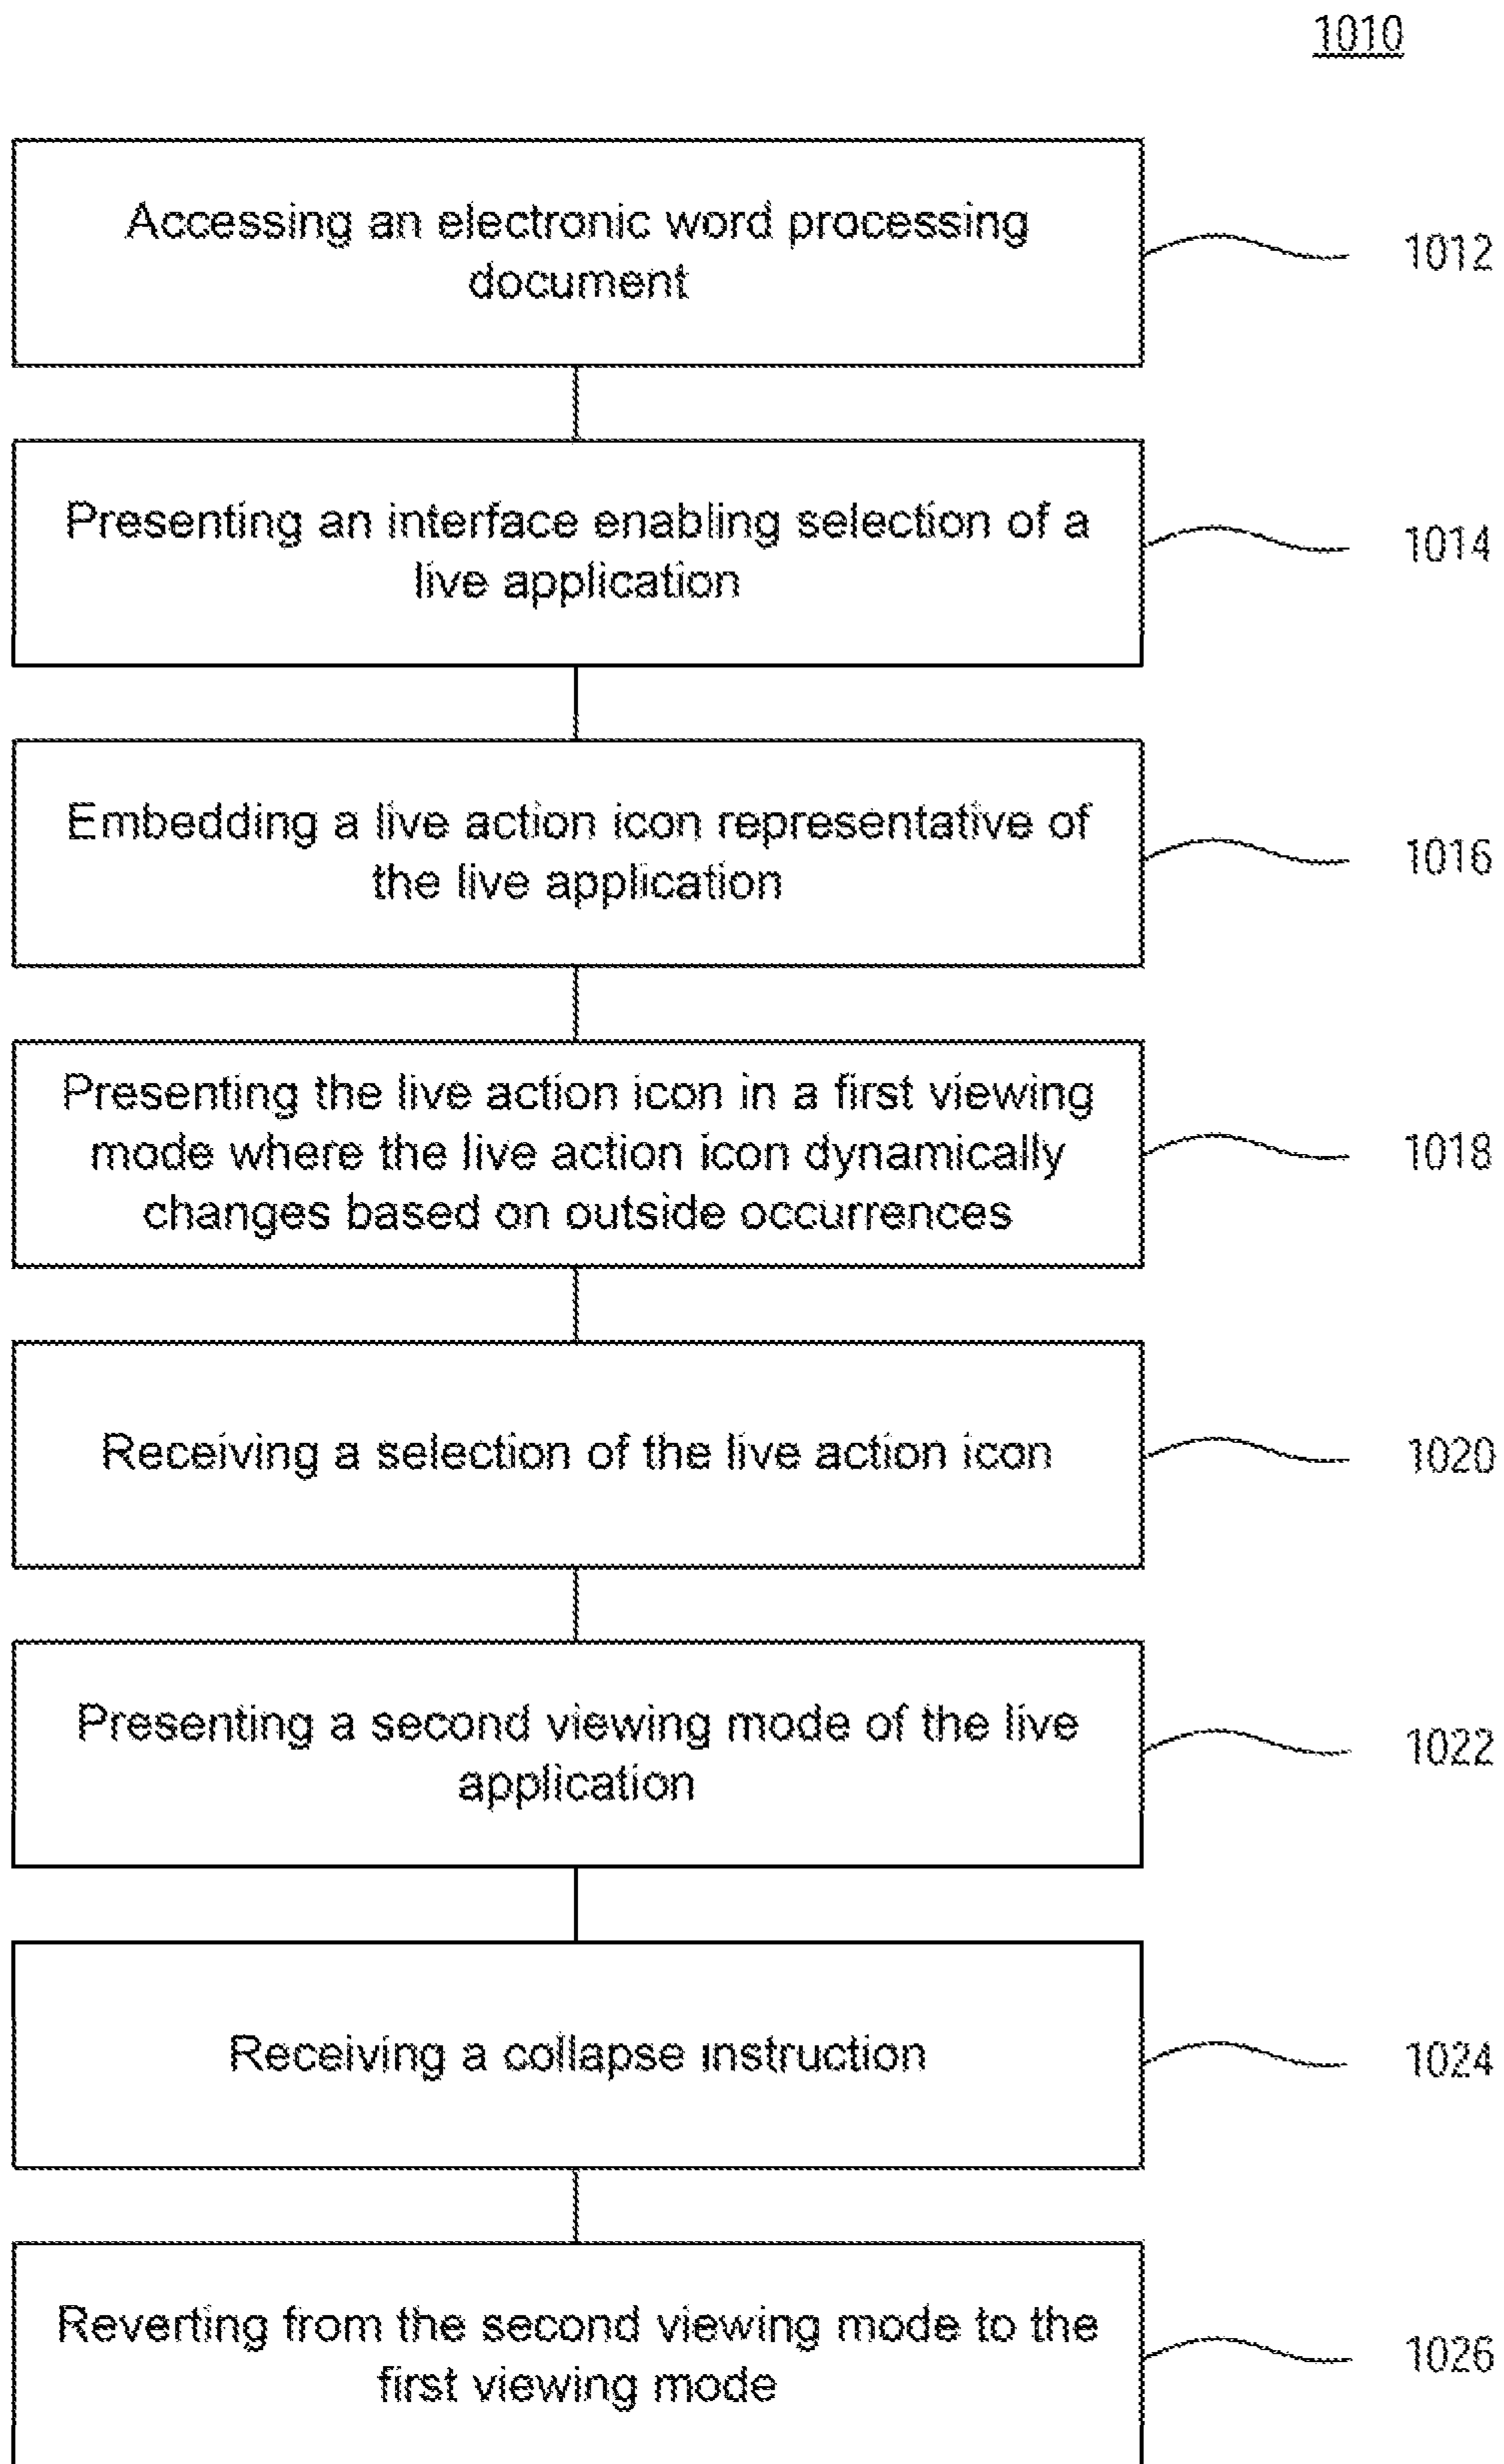 1010
Accessing an electronic word processing
document
1012
Presenting an interface enabling selection of a
live application
1014
Embedding a live action icon representative of
the live application
1016
Presenting the live action icon in a first viewing
mode where the live action icon dynamically
changes based on outside occurrences
1018
Receiving a selection of the live action icon
1020
Presenting a second viewing mode of the live
application
1022
Receiving a collapse instruction
1024
Reverting from the second viewing mode to the
first viewing mode
1026